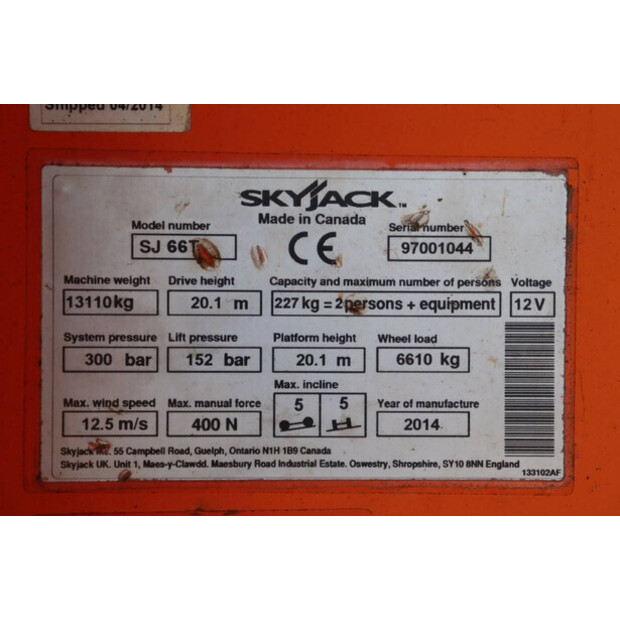 Shipped 04/2014
SKYJACK™
Made in Canada
Model number
SJ 66T
Serial number
97001044
CE
Machine weight Drive height Capacity and maximum number of persons Voltage
13110kg 20.1 m 227 kg = 2persons + equipment 12 V
System pressure Lift pressure Platform height Wheel load
300 bar 152 bar 20.1 m 6610 kg
Max. wind speed Max. manual force Max. incline Year of manufacture
12.5 m/s 400 N 5 5 2014
Skyjack Inc. 55 Campbell Road, Guelph, Ontario N1H 1B9 Canada
Skyjack UK. Unit 1, Maes-y-Clawdd. Maesbury Road Industrial Estate. Oswestry, Shropshire, SY10 8NN England
133102AF